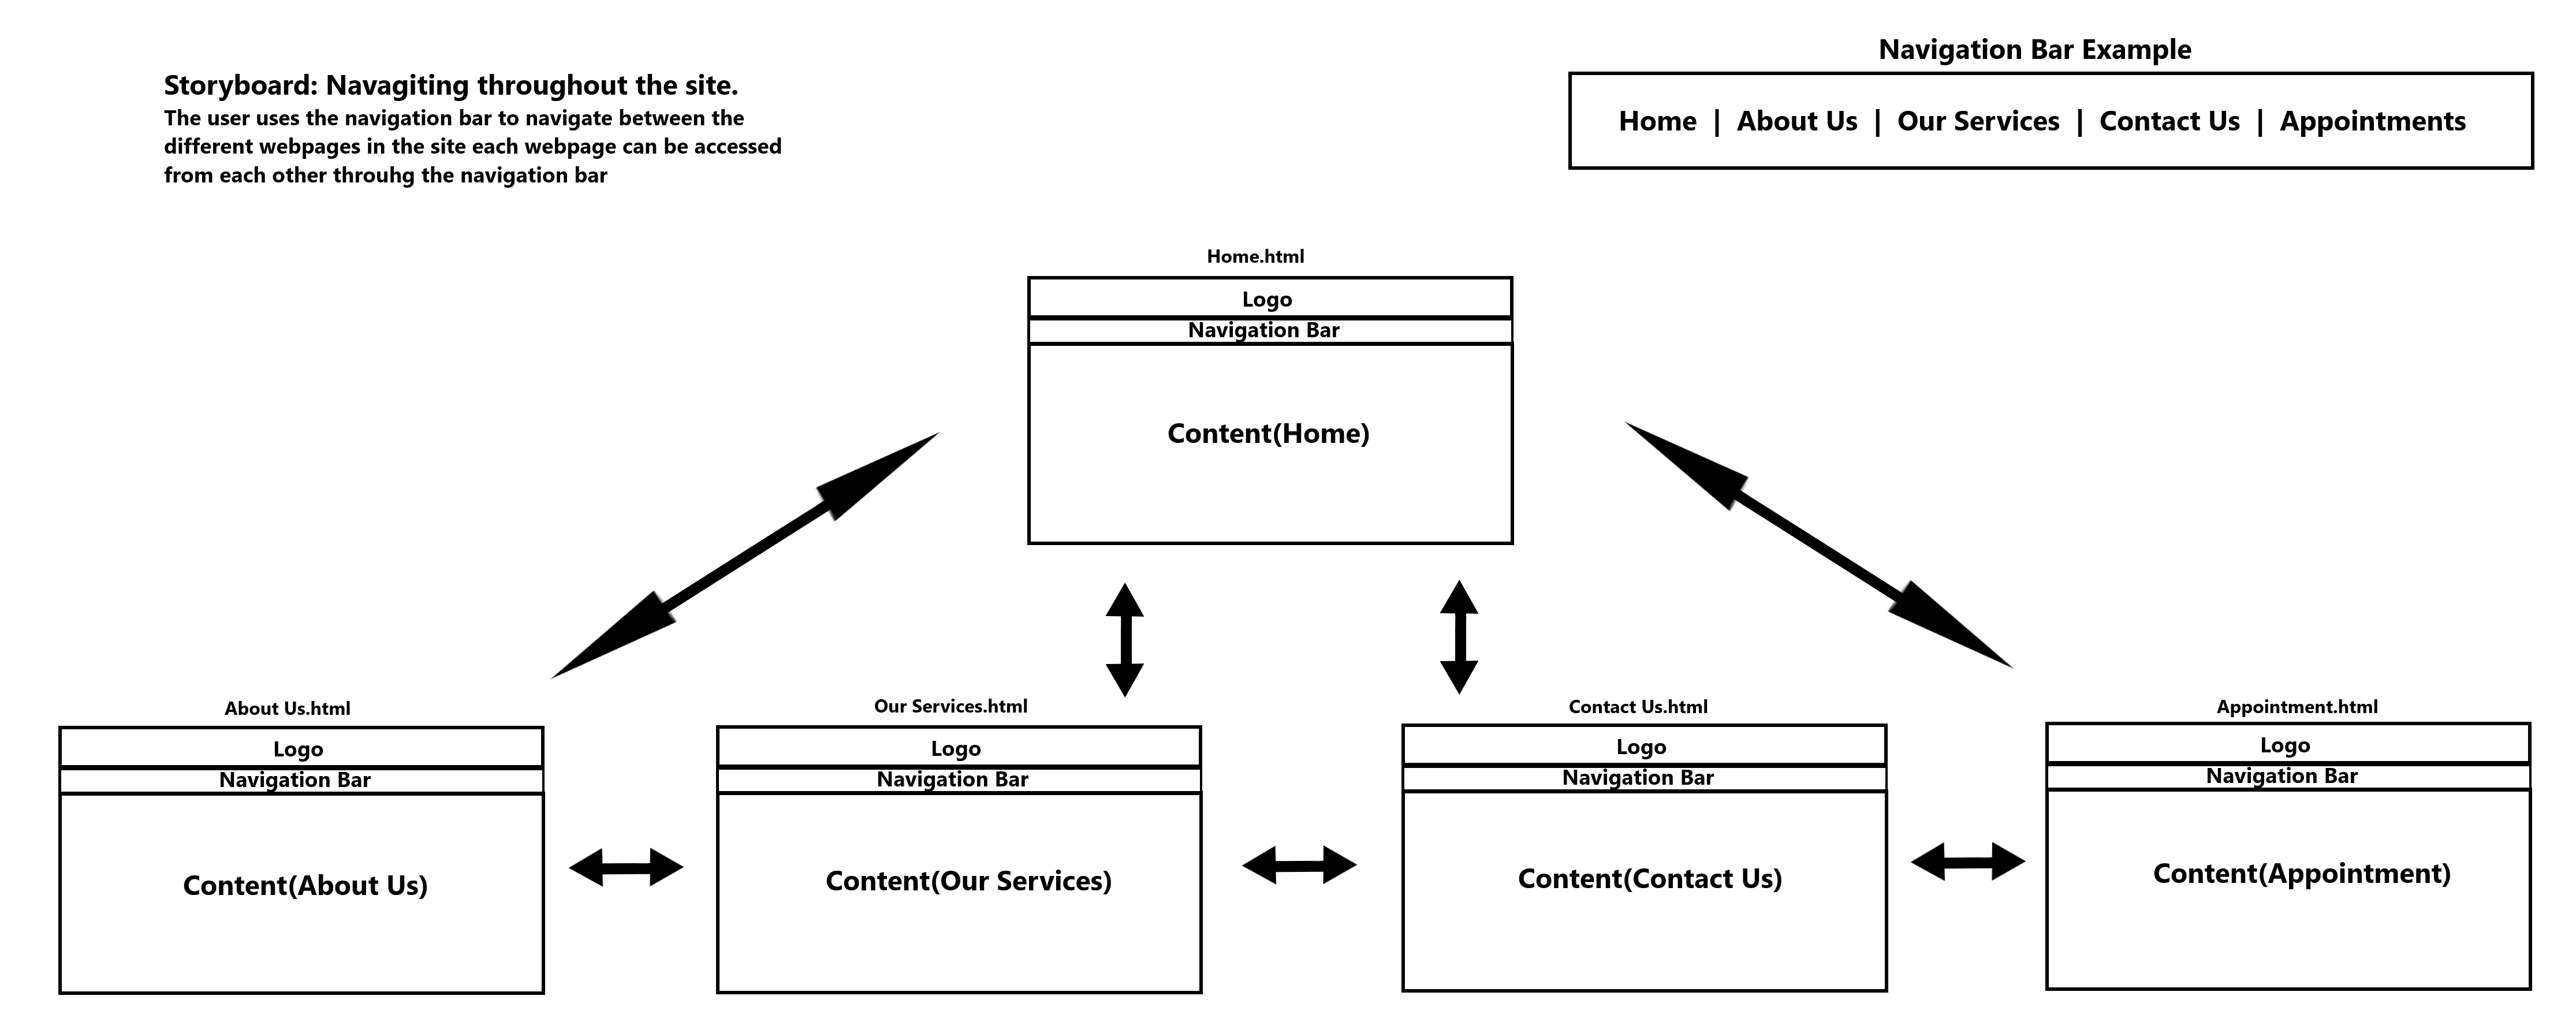 Navigation Bar Example
Storyboard: Navagiting throughout the site.
The user uses the navigation bar to navigate between the
different webpages in the site each webpage can be accessed
from each other throuhg the navigation bar
Home | About Us | Our Services | Contact Us | Appointments
Home.html
Logo
Navigation Bar
Content(Home)
About Us.html
Logo
Navigation Bar
Content(About Us)
Our Services.html
Logo
Navigation Bar
Content(Our Services)
Contact Us.html
Logo
Navigation Bar
Content(Contact Us)
Appointment.html
Logo
Navigation Bar
Content(Appointment)